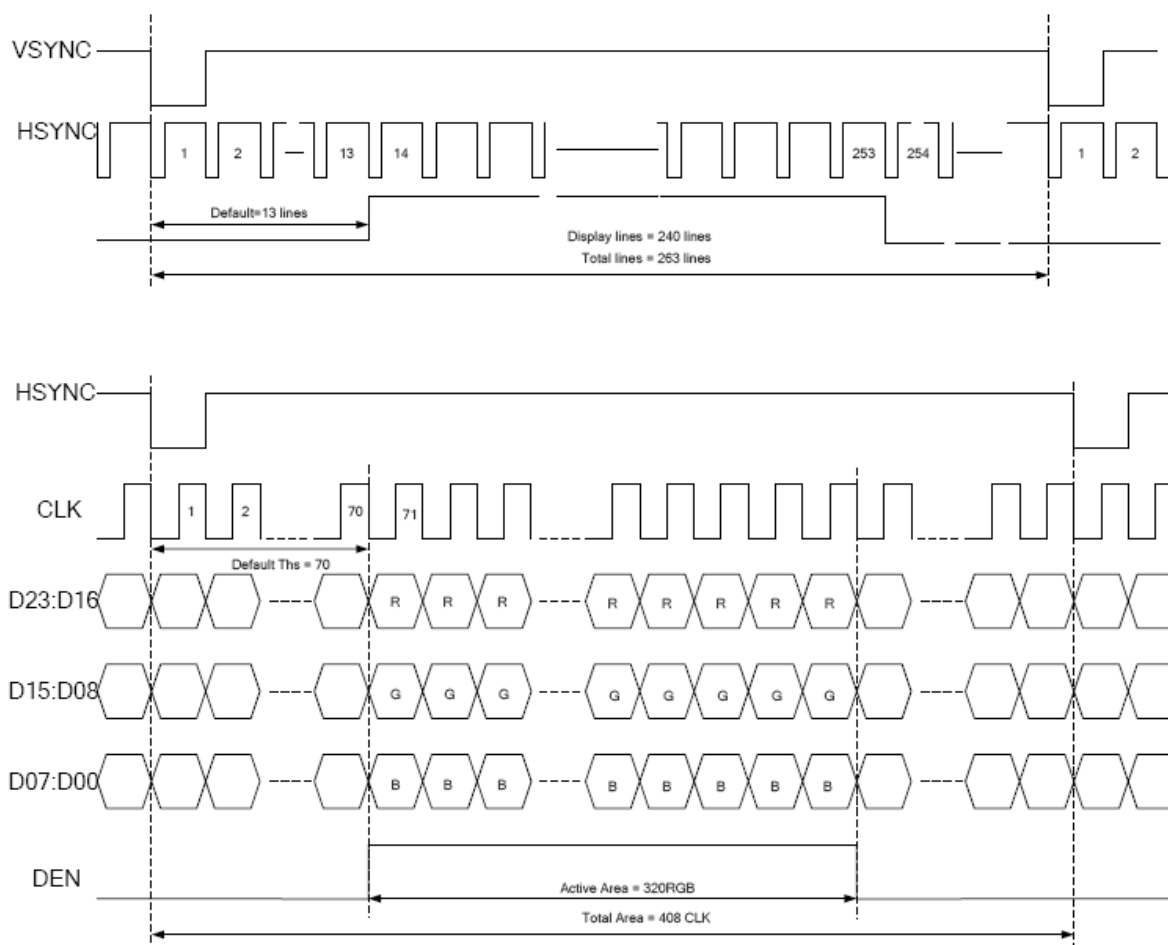 VSYNC
HSYNC
1 2 13 14 253 254 1 2
Default=13 lines
Display lines = 240 lines
Total lines = 263 lines
HSYNC
CLK
1 2 70 71
Default Ths = 70
D23:D16
R R R R R R R R
D15:D08
G G G G G G G G
D07:D00
B B B B B B B B
DEN
Active Area = 320RGB
Total Area = 408 CLK